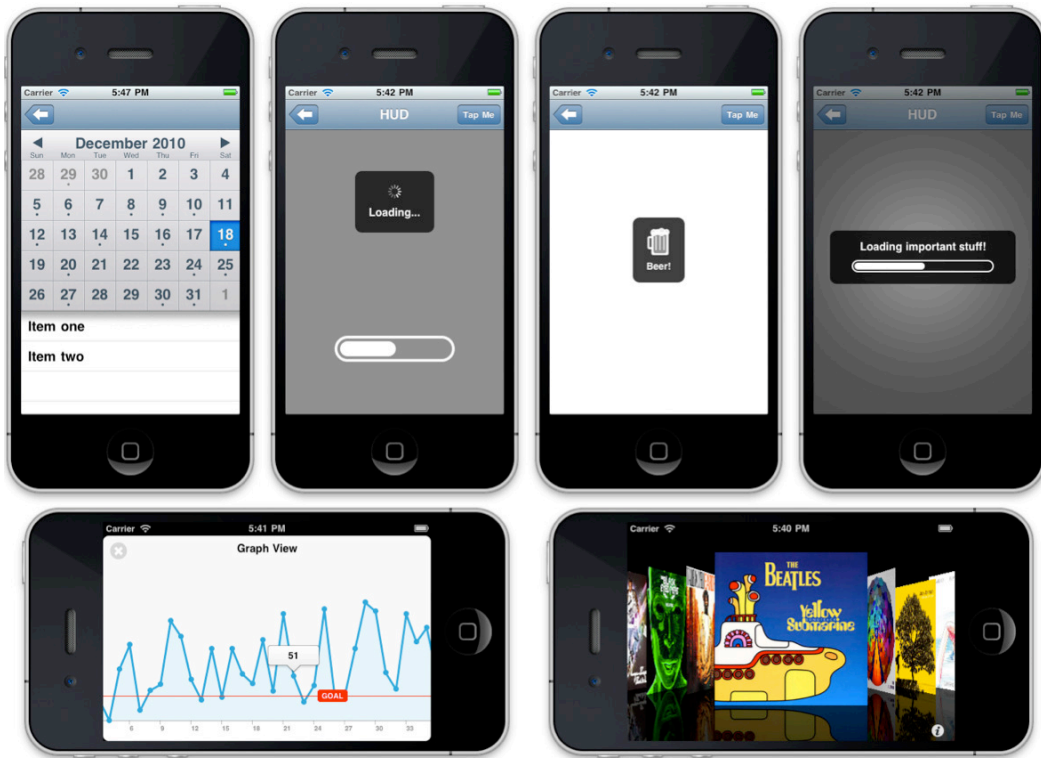 Carrier 5:47 PM
December 2010
Sun Mon Tue Wed Thu Fri Sat
28 29 30 1 2 3 4
5 6 7 8 9 10 11
12 13 14 15 16 17 18
19 20 21 22 23 24 25
26 27 28 29 30 31 1
Item one
Item two
Carrier 5:42 PM
HUD Tap Me
Loading...
Carrier 5:42 PM
Tap Me
Beer!
Carrier 5:42 PM
HUD Tap Me
Loading important stuff!
Carrier 5:41 PM
Graph View
51
GOAL
6 9 12 15 18 21 24 27 30 33
Carrier 5:40 PM
THE
BEATLES
Yellow
Submarine